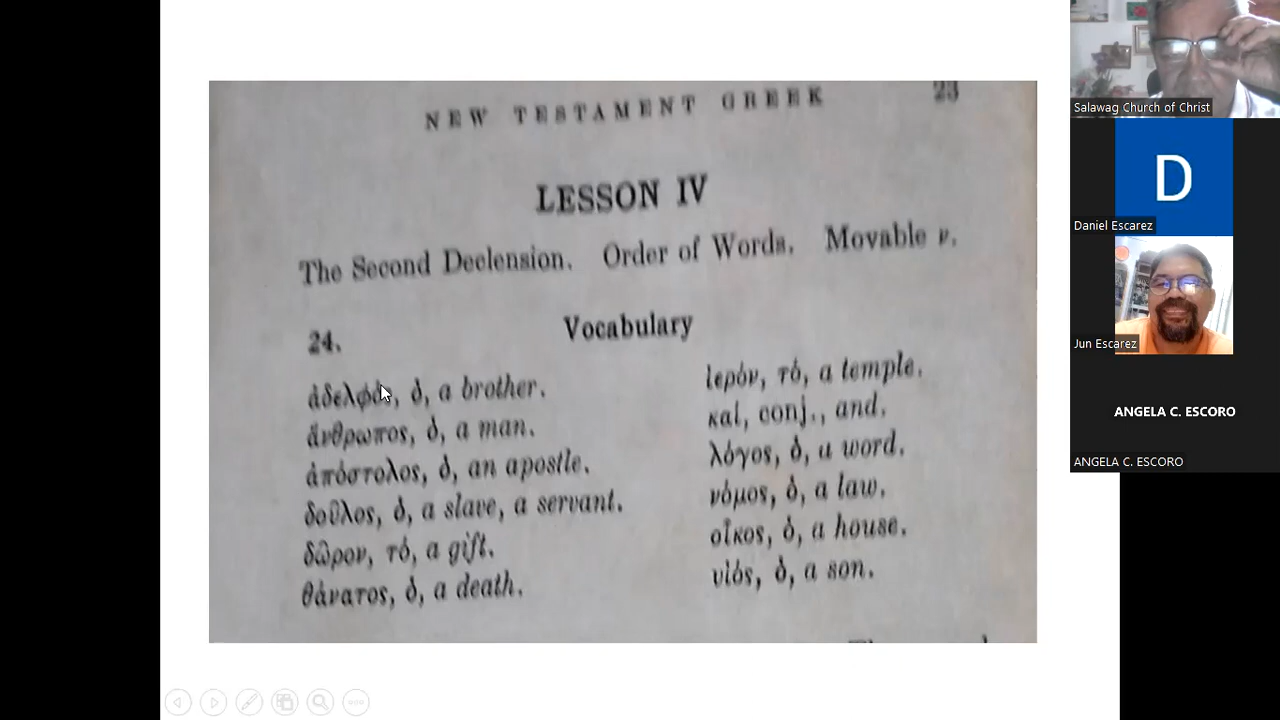 NEW TESTAMENT GREEK 23
LESSON IV
The Second Declension. Order of Words. Movable ν.
24. Vocabulary
ἀδελφός, ὁ, a brother.
ἄνθρωπος, ὁ, a man.
ἀπόστολος, ὁ, an apostle.
δοῦλος, ὁ, a slave, a servant.
δῶρον, τό, a gift.
θάνατος, ὁ, a death.
ἱερόν, τό, a temple.
καί, conj., and.
λόγος, ὁ, a word.
νόμος, ὁ, a law.
οἶκος, ὁ, a house.
υἱός, ὁ, a son.
Salawag Church of Christ
D
Daniel Escarez
Jun Escarez
ANGELA C. ESCORO
ANGELA C. ESCORO